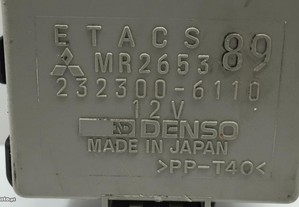 ETACS 89
MR2653
232300-6110
12V
DENSO
MADE IN JAPAN
>PP-T40<